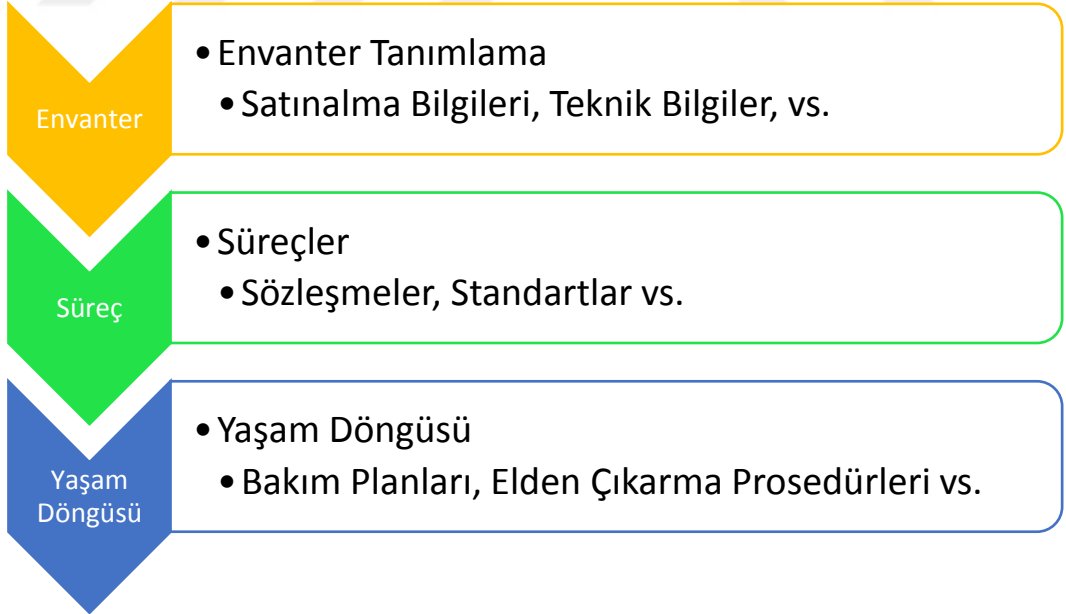 Envanter
•Envanter Tanımlama
•Satınalma Bilgileri, Teknik Bilgiler, vs.
Süreç
•Süreçler
•Sözleşmeler, Standartlar vs.
Yaşam
Döngüsü
•Yaşam Döngüsü
•Bakım Planları, Elden Çıkarma Prosedürleri vs.